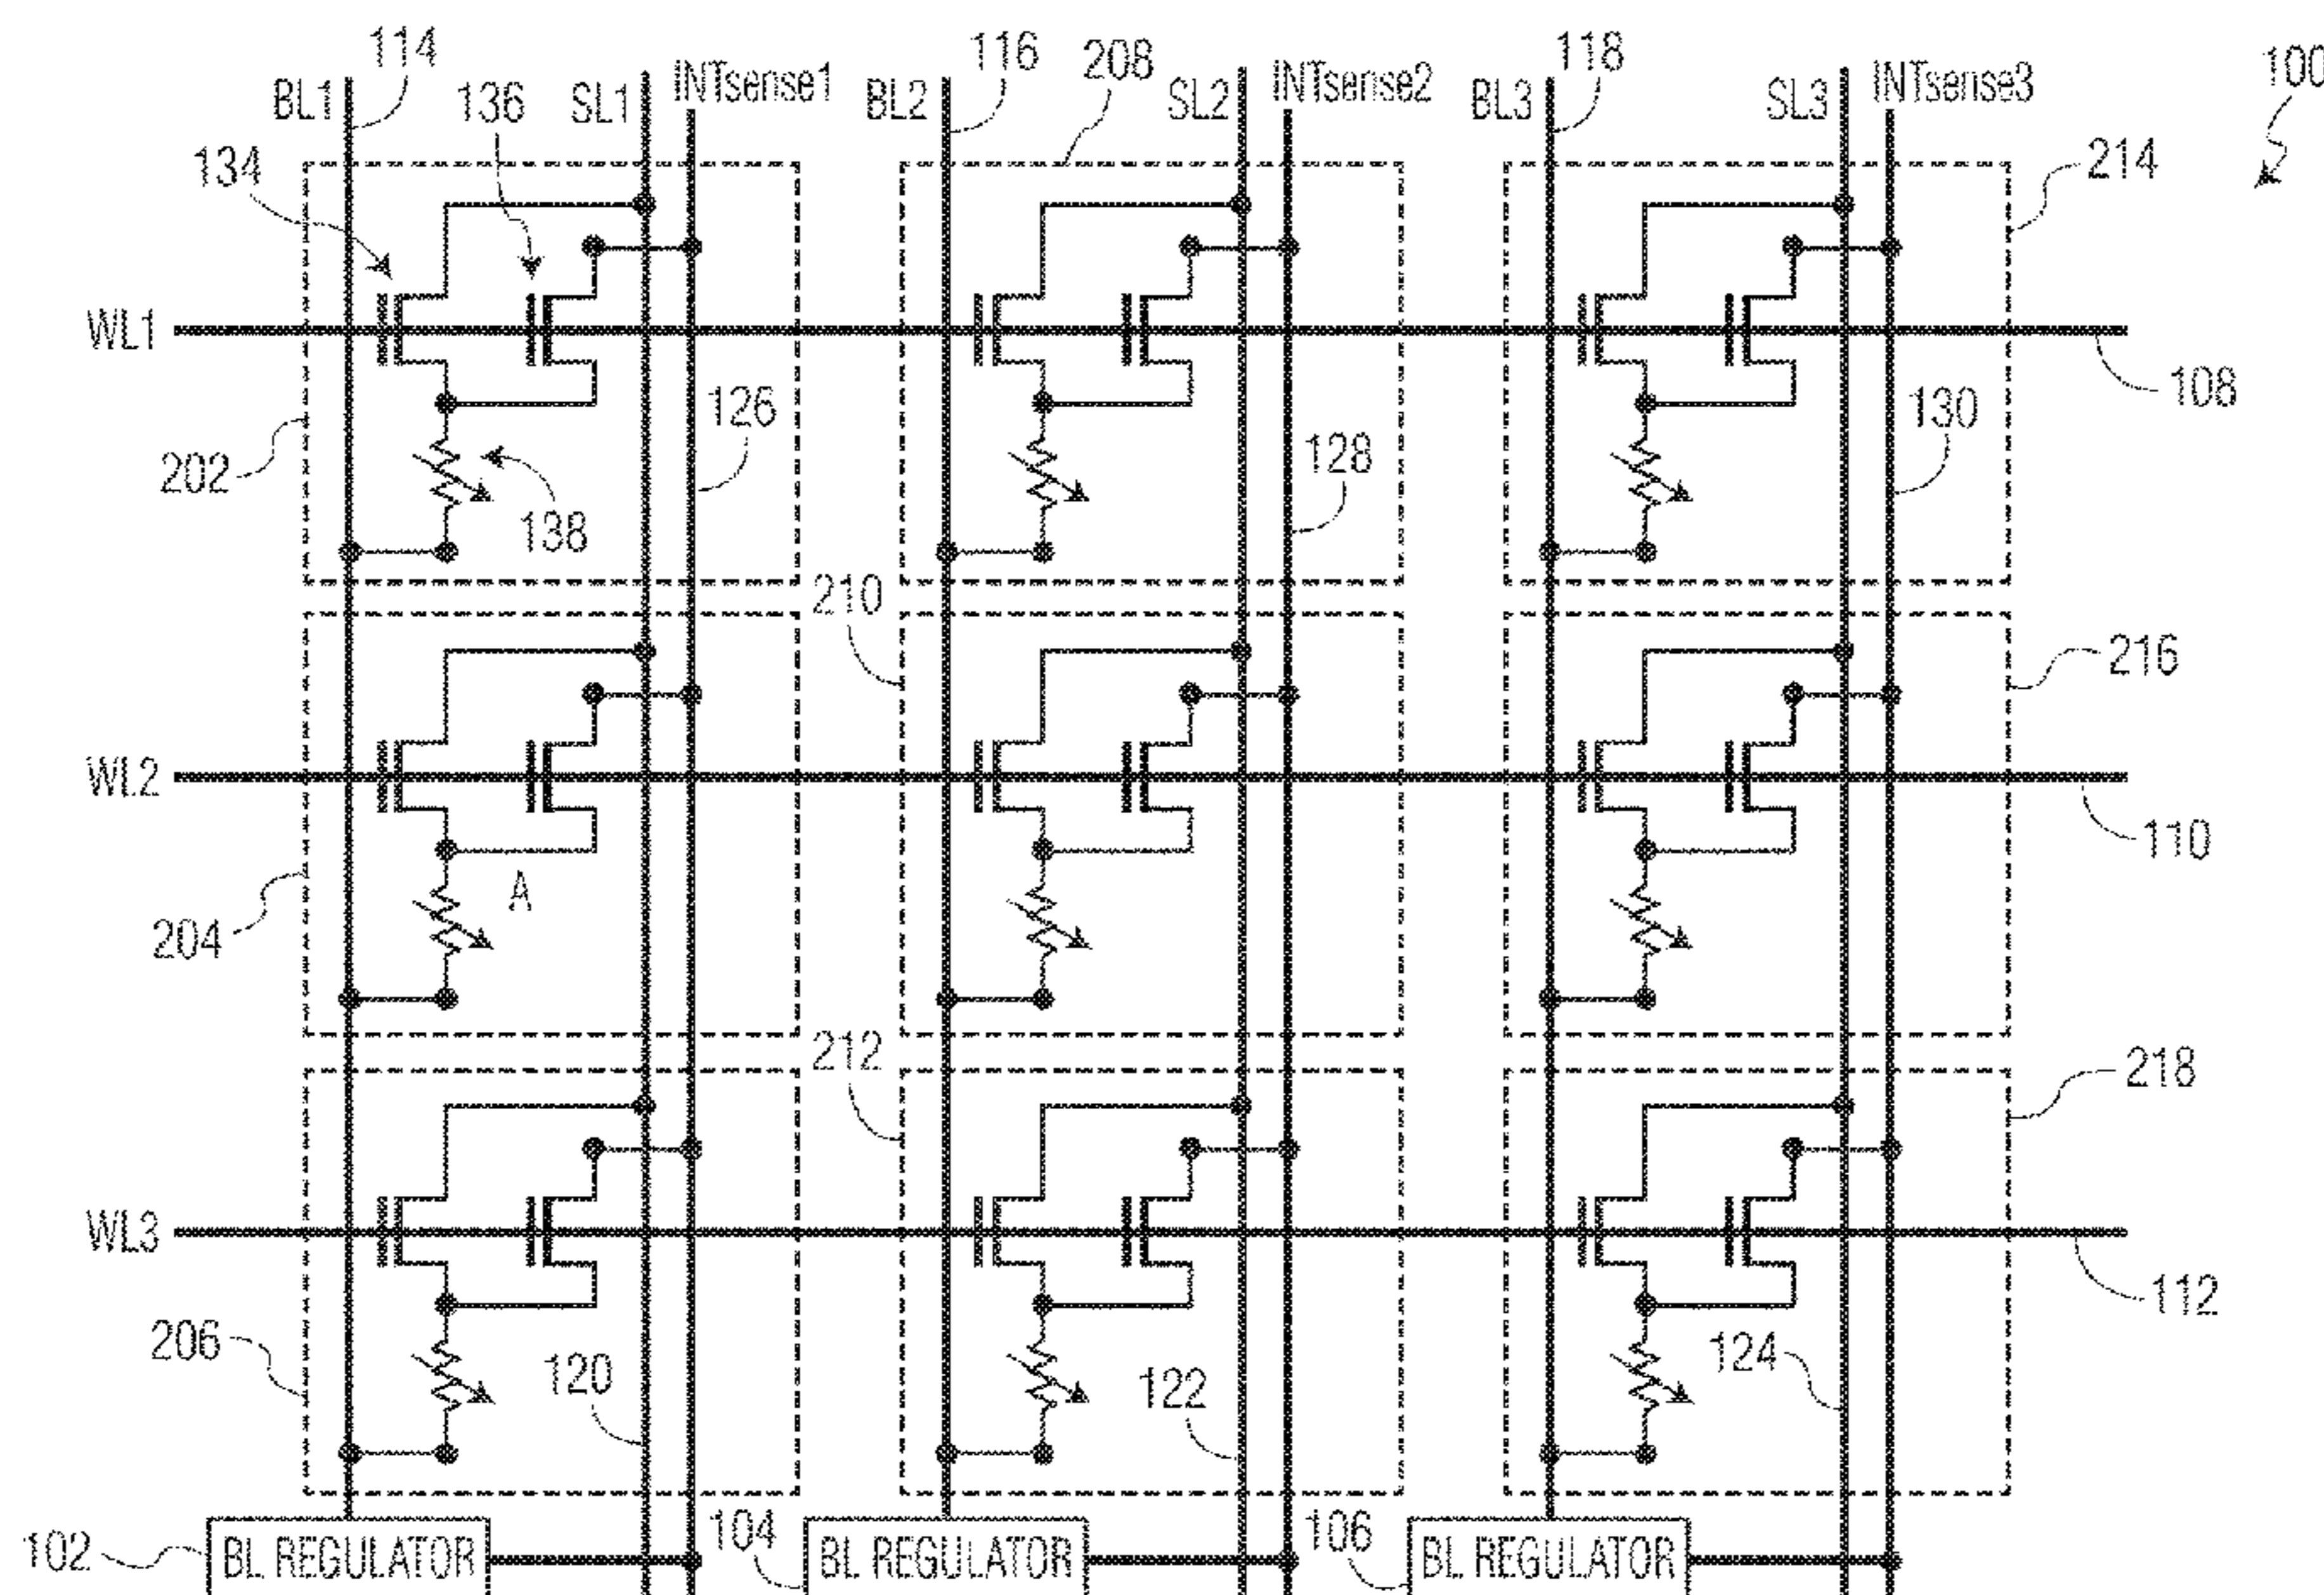 114
116
208
118
100
BL1
136
SL1
INTsense1
BL2
SL2
INTsense2
BL3
SL3
INTsense3
134
214
WL1
126
108
130
202
138
128
210
216
WL2
110
A
204
212
218
WL3
112
206
120
122
124
102
BL REGULATOR
104
BL REGULATOR
106
BL REGULATOR